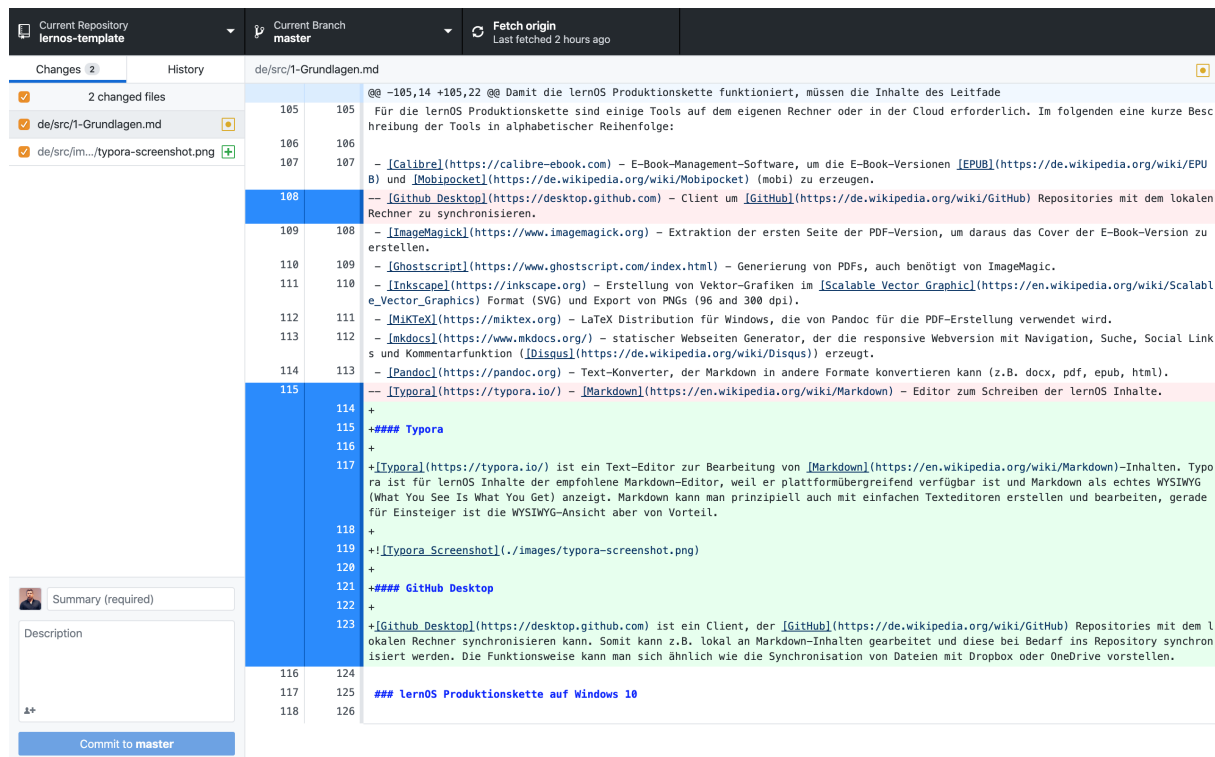 Current Repository
lernos-template
Current Branch
master
Fetch origin
Last fetched 2 hours ago
Changes 2
History
2 changed files
de/src/1-Grundlagen.md
de/src/im.../typora-screenshot.png
Summary (required)
Description
Commit to master
de/src/1-Grundlagen.md
@@ -105,14 +105,22 @@ Damit die lernOS Produktionskette funktioniert, müssen die Inhalte des Leitfade
105 105 Für die lernOS Produktionskette sind einige Tools auf dem eigenen Rechner oder in der Cloud erforderlich. Im folgenden eine kurze Besc
hreibung der Tools in alphabetischer Reihenfolge:
106 106
107 107 - [Calibre](https://calibre-ebook.com) - E-Book-Management-Software, um die E-Book-Versionen [EPUB](https://de.wikipedia.org/wiki/EPU
B) und [Mobipocket](https://de.wikipedia.org/wiki/Mobipocket) (mobi) zu erzeugen.
108 -- [Github Desktop](https://desktop.github.com) - Client um [GitHub](https://de.wikipedia.org/wiki/GitHub) Repositories mit dem lokalen
Rechner zu synchronisieren.
109 108 - [ImageMagick](https://www.imagemagick.org) - Extraktion der ersten Seite der PDF-Version, um daraus das Cover der E-Book-Version zu
erstellen.
110 109 - [Ghostscript](https://www.ghostscript.com/index.html) - Generierung von PDFs, auch benötigt von ImageMagic.
111 110 - [Inkscape](https://inkscape.org) - Erstellung von Vektor-Grafiken im [Scalable Vector Graphic](https://en.wikipedia.org/wiki/Scalabl
e_Vector_Graphics) Format (SVG) und Export von PNGs (96 and 300 dpi).
112 111 - [MiKTeX](https://miktex.org) - LaTeX Distribution für Windows, die von Pandoc für die PDF-Erstellung verwendet wird.
113 112 - [mkdocs](https://www.mkdocs.org/) - statischer Webseiten Generator, der die responsive Webversion mit Navigation, Suche, Social Link
s und Kommentarfunktion ([Disqus](https://de.wikipedia.org/wiki/Disqus)) erzeugt.
114 113 - [Pandoc](https://pandoc.org) - Text-Konverter, der Markdown in andere Formate konvertieren kann (z.B. docx, pdf, epub, html).
115 -- [Typora](https://typora.io/) - [Markdown](https://en.wikipedia.org/wiki/Markdown) - Editor zum Schreiben der lernOS Inhalte.
114 +
115 +#### Typora
116 +
117 +[Typora](https://typora.io/) ist ein Text-Editor zur Bearbeitung von [Markdown](https://en.wikipedia.org/wiki/Markdown)-Inhalten. Typo
ra ist für lernOS Inhalte der empfohlene Markdown-Editor, weil er plattformübergreifend verfügbar ist und Markdown als echtes WYSIWYG
(What You See Is What You Get) anzeigt. Markdown kann man prinzipiell auch mit einfachen Texteditoren erstellen und bearbeiten, gerade
für Einsteiger ist die WYSIWYG-Ansicht aber von Vorteil.
118 +
119 +![Typora Screenshot](./images/typora-screenshot.png)
120 +
121 +#### GitHub Desktop
122 +
123 +[Github Desktop](https://desktop.github.com) ist ein Client, der [GitHub](https://de.wikipedia.org/wiki/GitHub) Repositories mit dem l
okalen Rechner synchronisieren kann. Somit kann z.B. lokal an Markdown-Inhalten gearbeitet und diese bei Bedarf ins Repository synchron
isiert werden. Die Funktionsweise kann man sich ähnlich wie die Synchronisation von Dateien mit Dropbox oder OneDrive vorstellen.
116 124
117 125 ### lernOS Produktionskette auf Windows 10
118 126